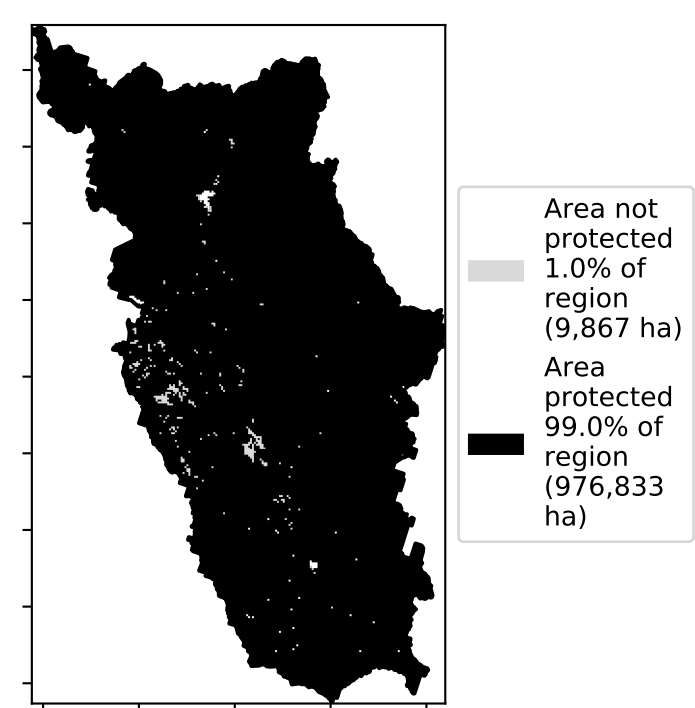 Area not
protected
1.0% of
region
(9,867 ha)
Area
protected
99.0% of
region
(976,833
ha)